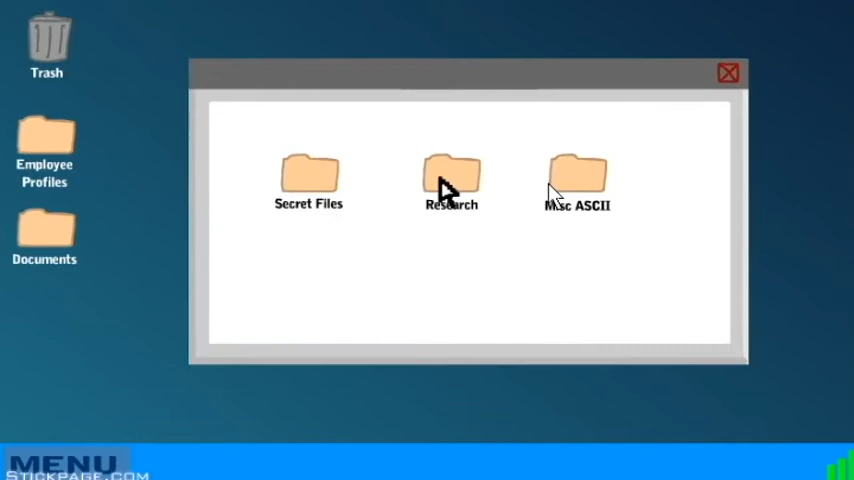 Trash
Employee
Profiles
Documents
Secret Files
Research
Misc ASCII
MENU
STICKPAGE.COM